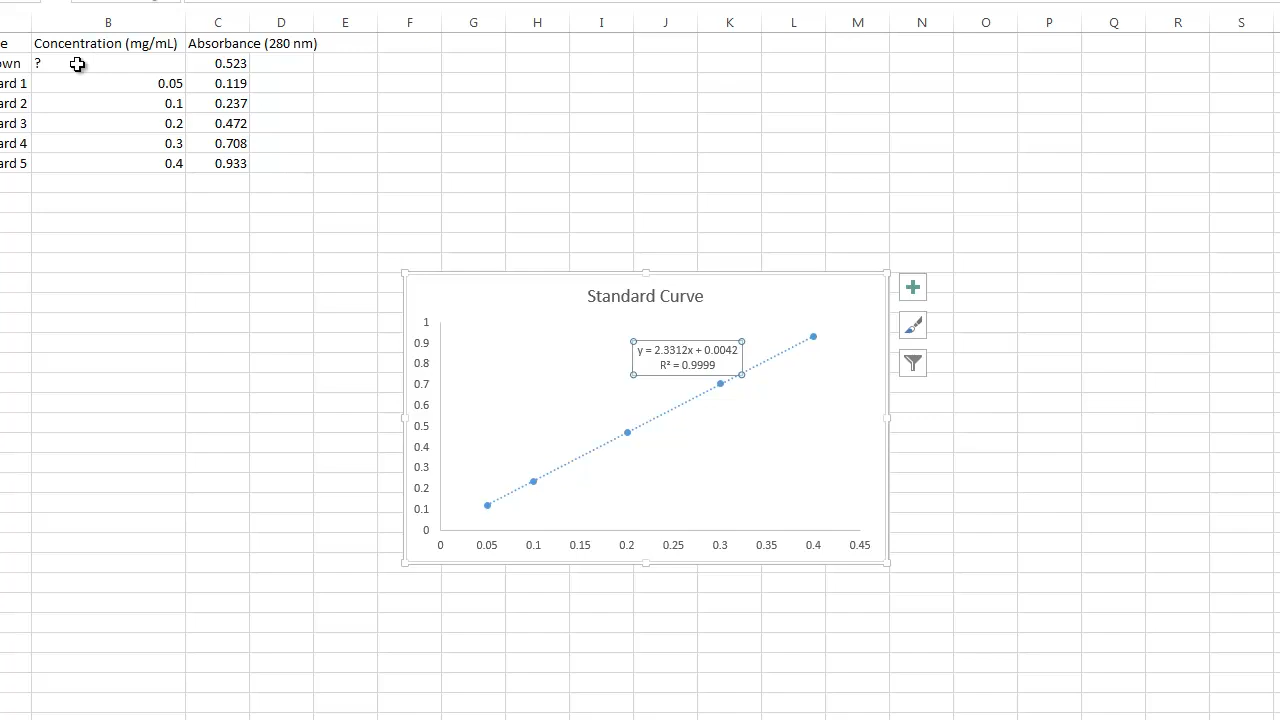 B C D E F G H I J K L M N O P Q R S
e Concentration (mg/mL) Absorbance (280 nm)
own ? 0.523
ard 1 0.05 0.119
ard 2 0.1 0.237
ard 3 0.2 0.472
ard 4 0.3 0.708
ard 5 0.4 0.933
Standard Curve
1
0.9
y = 2.3312x + 0.0042
R² = 0.9999
0.8
0.7
0.6
0.5
0.4
0.3
0.2
0.1
0
0 0.05 0.1 0.15 0.2 0.25 0.3 0.35 0.4 0.45